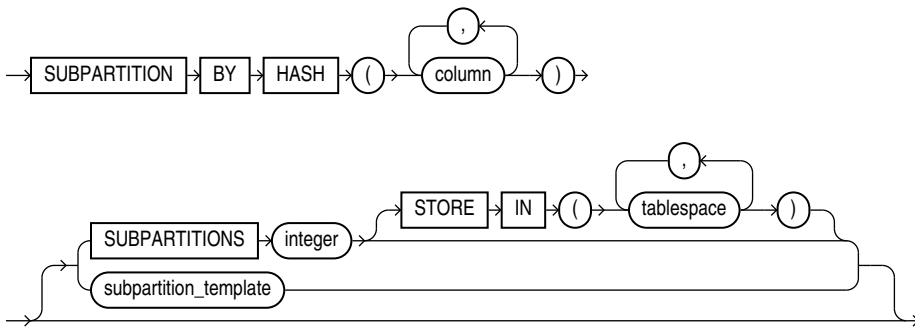 ,
SUBPARTITION BY HASH ( column )
,
STORE IN ( tablespace )
SUBPARTITIONS integer
subpartition_template